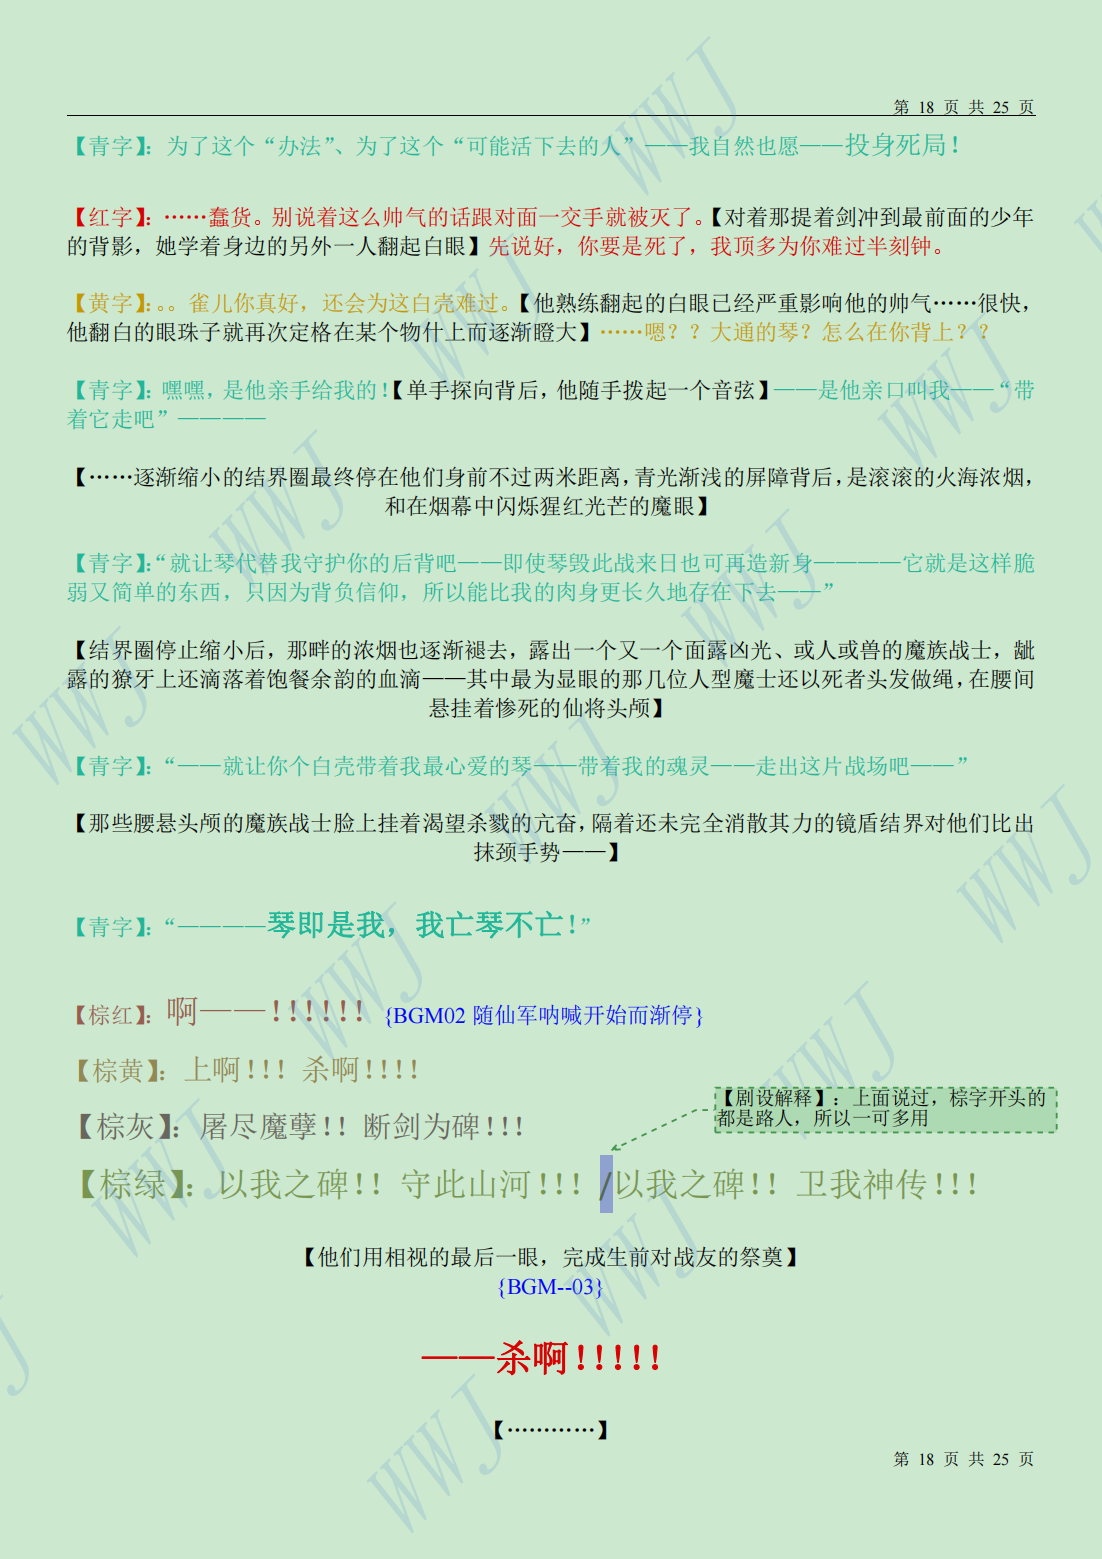 第 18 页 共 25 页
【青字】：为了这个“办法”、为了这个“可能活下去的人”——我自然也愿——投身死局！
【红字】：……蠢货。别说着这么帅气的话跟对面一交手就被灭了。【对着那提着剑冲到最前面的少年
的背影，她学着身边的另外一人翻起白眼】先说好，你要是死了，我顶多为你难过半刻钟。
【黄字】：。。雀儿你真好，还会为这白壳难过。【他熟练翻起的白眼已经严重影响他的帅气……很快，
他翻白的眼珠子就再次定格在某个物什上而逐渐瞪大】……嗯？？大通的琴？怎么在你背上？？
【青字】：嘿嘿，是他亲手给我的！【单手探向背后，他随手拨起一个音弦】——是他亲口叫我——“带
着它走吧”————
【……逐渐缩小的结界圈最终停在他们身前不过两米距离，青光渐浅的屏障背后，是滚滚的火海浓烟，
和在烟幕中闪烁猩红光芒的魔眼】
【青字】：“就让琴代替我守护你的后背吧——即使琴毁此战来日也可再造新身————它就是这样脆
弱又简单的东西，只因为背负信仰，所以能比我的肉身更长久地存在下去——”
【结界圈停止缩小后，那畔的浓烟也逐渐褪去，露出一个又一个面露凶光、或人或兽的魔族战士，龇
露的獠牙上还滴落着饱餐余韵的血滴——其中最为显眼的那几位人型魔士还以死者头发做绳，在腰间
悬挂着惨死的仙将头颅】
【青字】：“——就让你个白壳带着我最心爱的琴——带着我的魂灵——走出这片战场吧——”
【那些腰悬头颅的魔族战士脸上挂着渴望杀戮的亢奋，隔着还未完全消散其力的镜盾结界对他们比出
抹颈手势——】
【青字】：“————琴即是我，我亡琴不亡！”
【棕红】：啊——！！！！！！ {BGM02 随仙军呐喊开始而渐停}
【棕黄】：上啊！！！杀啊！！！！
【剧设解释】：上面说过，棕字开头的
都是路人，所以一可多用
【棕灰】：屠尽魔孽！！断剑为碑！！！
【棕绿】：以我之碑！！守此山河！！！/以我之碑！！卫我神传！！！
【他们用相视的最后一眼，完成生前对战友的祭奠】
{BGM--03}
——杀啊！！！！！
【…………】
第 18 页 共 25 页
WWJ
WWJ
WWJ
WWJ
WWJ
WWJ
WWJ
WWJ
WWJ
WWJ
WWJ
WWJ
WWJ
WWJ